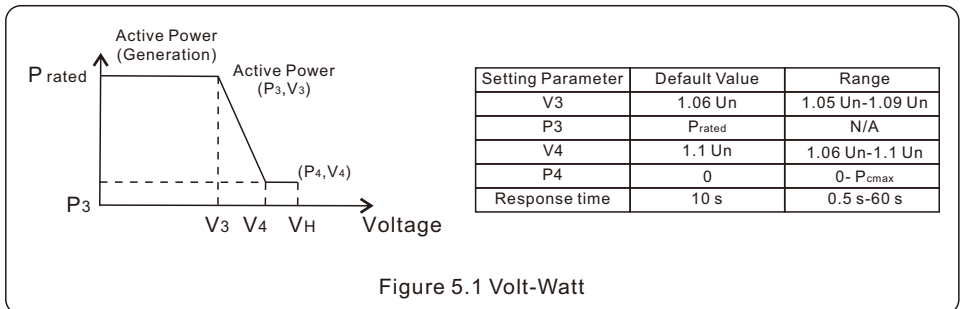 Active Power
(Generation)
P rated
Active Power
(P3,V3)
(P4,V4)
P3
V3 V4 VH Voltage
Setting Parameter Default Value Range
V3 1.06 Un 1.05 Un-1.09 Un
P3 Prated N/A
V4 1.1 Un 1.06 Un-1.1 Un
P4 0 0- Pcmax
Response time 10 s 0.5 s-60 s
Figure 5.1 Volt-Watt